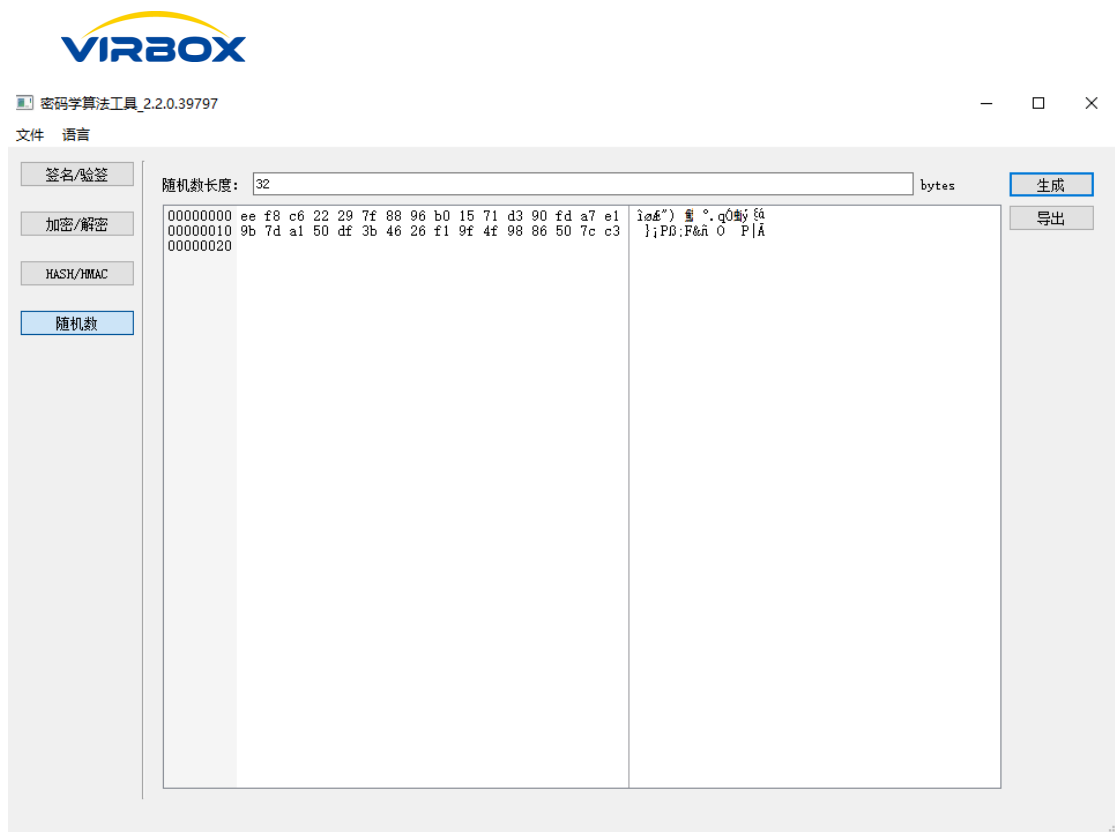 VIRBOX
密码学算法工具_2.2.0.39797
文件 语言
签名/验签
加密/解密
HASH/HMAC
随机数
随机数长度: 32 bytes
生成
导出
00000000 ee f8 c6 22 29 7f 88 96 b0 15 71 d3 90 fd a7 e1
00000010 9b 7d a1 50 df 3b 46 26 f1 9f 4f 98 86 50 7c c3
00000020